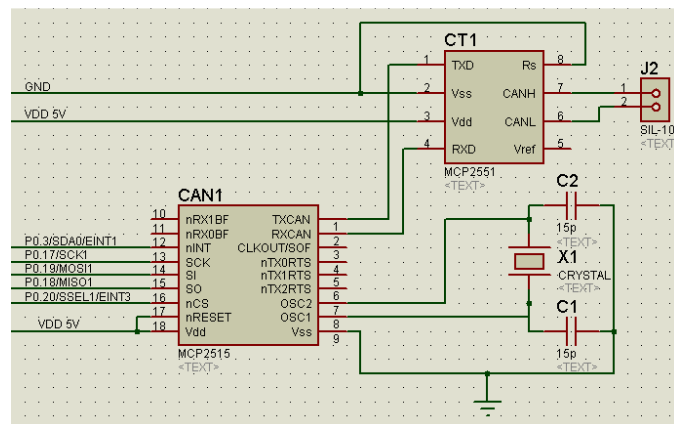 CT1
1 TXD Rs 8
GND
2 Vss CANH 7
VDD 5V
3 Vdd CANL 6
4 RXD Vref 5
MCP2551
<TEXT>
J2
1
2
SIL-10
<TEXT
CAN1
10 nRX1BF TXCAN 1
11 nRX0BF RXCAN 2
P0.3/SDA0/EINT1 12 nINT CLKOUT/SOF 3
P0.17/SCK1 13 SCK nTX0RTS 4
P0.19/MOSI1 14 SI nTX1RTS 5
P0.18/MISO1 15 SO nTX2RTS 6
P0.20/SSEL1/EINT3 16 nCS OSC2 7
17 nRESET OSC1 8
VDD 5V 18 Vdd Vss 9
MCP2515
<TEXT>
C2
15p
<TEXT>
X1
CRYSTAL
<TEXT>
C1
15p
<TEXT>